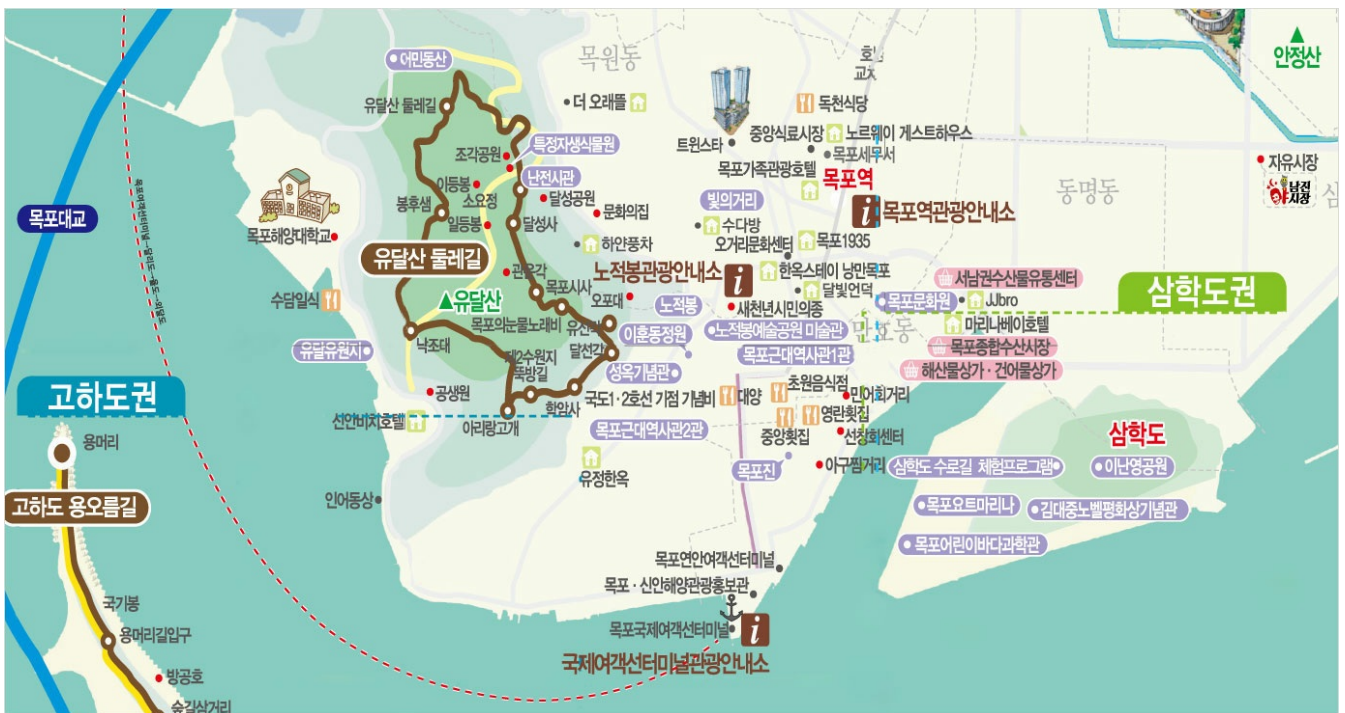 어민동산
목원동
안정산
유달산 둘레길
더 오래뜰
독천식당
트윈스타
중앙식료시장
노르웨이 게스트하우스
목포세무서
목포가족관광호텔
목포역
목포역관광안내소
자유시장
남진
야시장
동명동
특정자생식물원
조각공원
난전시관
이등봉
소요정
달성공원
봉후샘
일등봉
달성사
문화의집
빛의거리
수다방
오거리문화센터
목포1935
목포대교
목포해양대학교
하얀풍차
유달산 둘레길
관운각
노적봉관광안내소
한옥스테이 낭만목포
달빛언덕
서남권수산물유통센터
삼학도권
수담일식
유달산
목포시사
오포대
노적봉
새천년시민의종
목포문화원
JJbro
마리나베이호텔
목포의눈물노래비
이훈동정원
노적봉예술공원 미술관
유달유원지
낙조대
달선각
목포근대역사관1관
목포종합수산시장
제2수원지
뚝방길
성옥기념관
해산물상가·건어물상가
고하도권
공생원
학암사
국도1·2호선 기점 기념비
대양
초원음식점
민어회거리
선안비치호텔
아리랑고개
목포근대역사관2관
영란횟집
중앙횟집
선창회센터
삼학도
용머리
유정한옥
목포진
아구찜거리
삼학도 수로길 체험프로그램
이난영공원
고하도 용오름길
인어동상
목포요트마리나
김대중노벨평화상기념관
목포어린이바다과학관
목포연안여객선터미널
목포·신안해양관광홍보관
국기봉
목포국제여객선터미널
용머리길입구
국제여객선터미널관광안내소
방공호
숲길삼거리